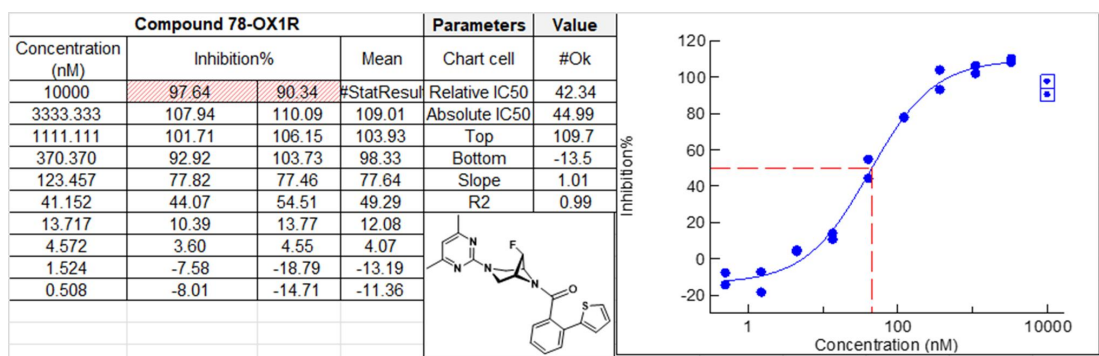 Compound 78-OX1R Parameters Value
Concentration (nM) Inhibition% Mean Chart cell #Ok
10000 97.64 90.34 #StatResul Relative IC50 42.34
3333.333 107.94 110.09 109.01 Absolute IC50 44.99
1111.111 101.71 106.15 103.93 Top 109.7
370.370 92.92 103.73 98.33 Bottom -13.5
123.457 77.82 77.46 77.64 Slope 1.01
41.152 44.07 54.51 49.29 R2 0.99
13.717 10.39 13.77 12.08
4.572 3.60 4.55 4.07
1.524 -7.58 -18.79 -13.19
0.508 -8.01 -14.71 -11.36
N
N
N
F
N
O
S
Inhibition%
120
100
80
60
40
20
0
-20
1 100 10000
Concentration (nM)